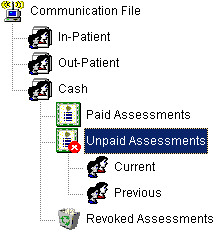 Communication File
In-Patient
Out-Patient
Cash
Paid Assessments
Unpaid Assessments
Current
Previous
Revoked Assessments